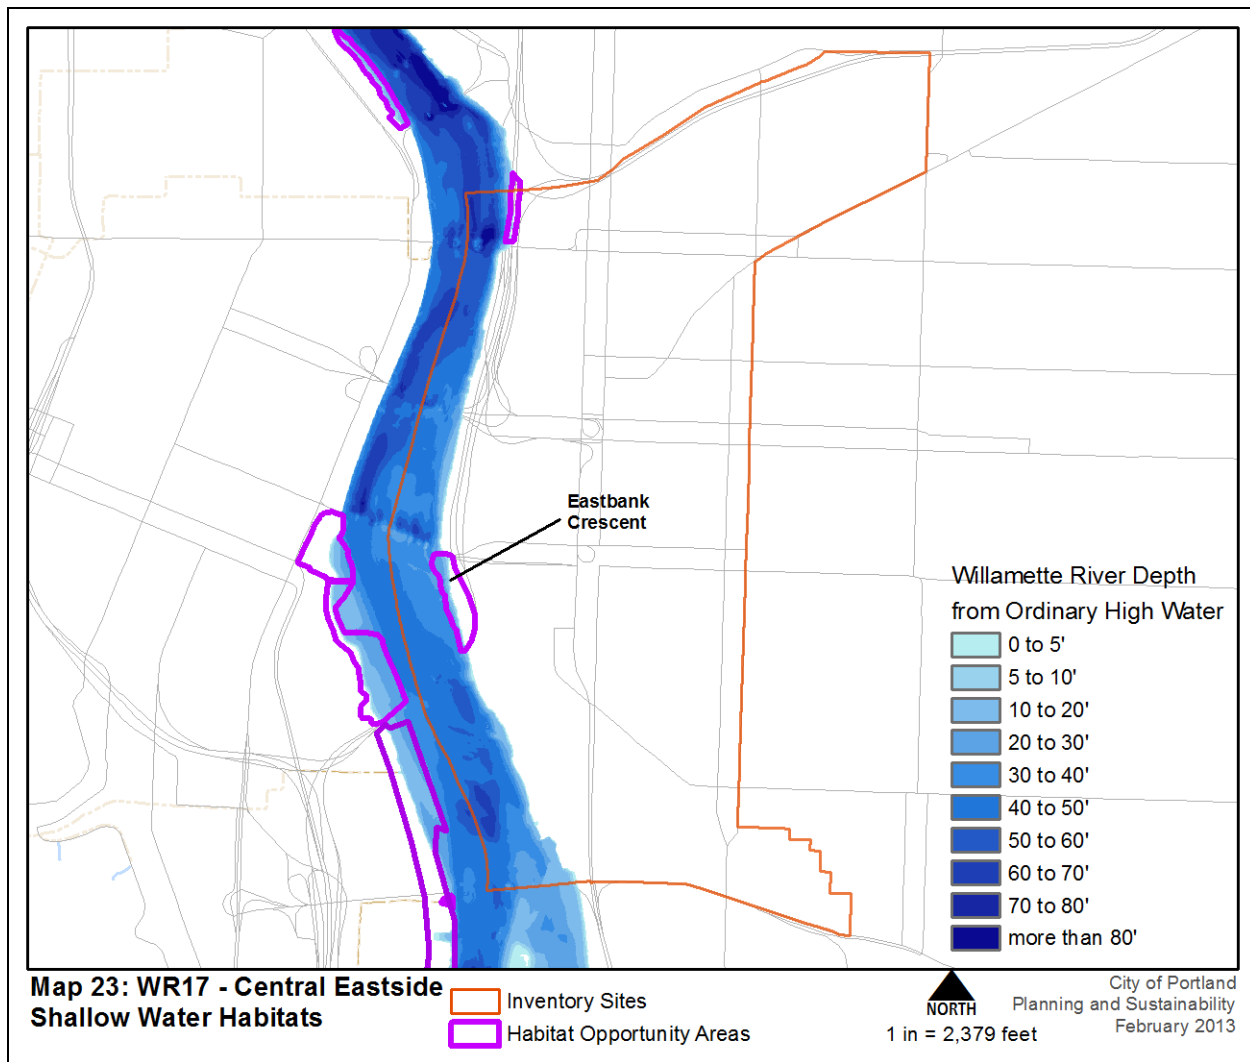 Eastbank
Crescent
Willamette River Depth
from Ordinary High Water
0 to 5'
5 to 10'
10 to 20'
20 to 30'
30 to 40'
40 to 50'
50 to 60'
60 to 70'
70 to 80'
more than 80'
Map 23: WR17 - Central Eastside
Shallow Water Habitats
Inventory Sites
Habitat Opportunity Areas
NORTH
1 in = 2,379 feet
City of Portland
Planning and Sustainability
February 2013